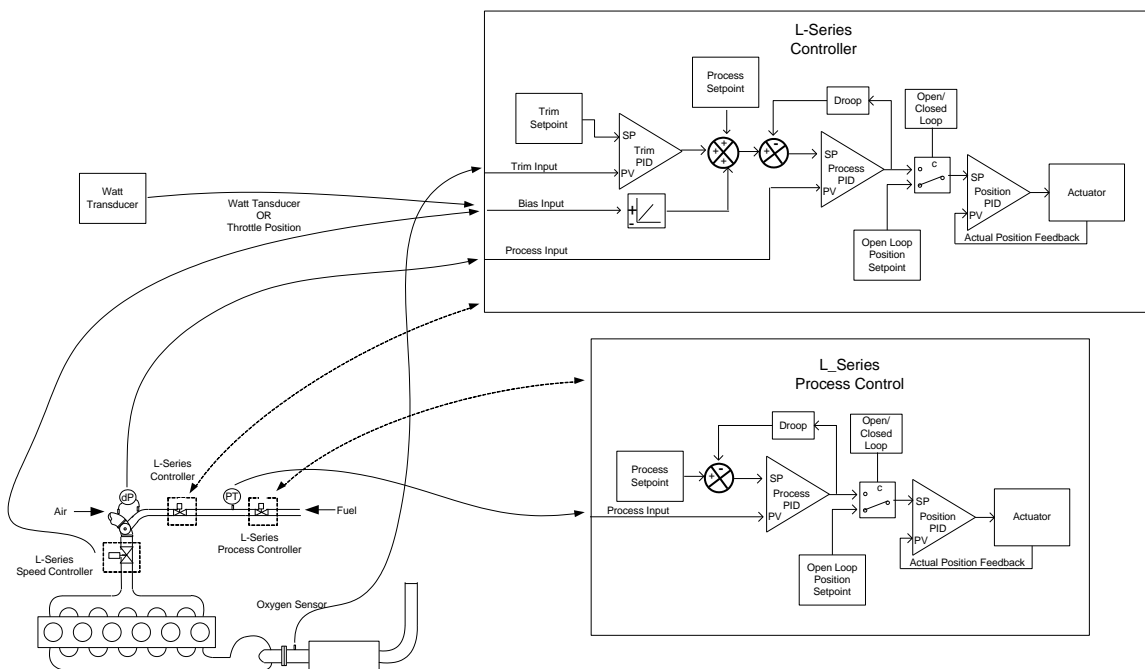 L-Series
Controller
Process
Setpoint
Droop
Open/
Closed
Loop
Trim
Setpoint
SP
Trim
PID
PV
+
+
+
+
-
SP
Process
PID
PV
C
SP
Position
PID
PV
Actuator
Trim Input
Bias Input
+
-
Process Input
Open Loop
Position
Setpoint
Actual Position Feedback
Watt
Transducer
Watt Tansducer
OR
Throttle Position
L_Series
Process Control
Droop
Open/
Closed
Loop
Process
Setpoint
+
-
SP
Process
PID
PV
C
SP
Position
PID
PV
Actuator
Process Input
Open Loop
Position
Setpoint
Actual Position Feedback
L-Series
Controller
dP
PT
Air
Fuel
L-Series
Process Controller
L-Series
Speed Controller
Oxygen Sensor